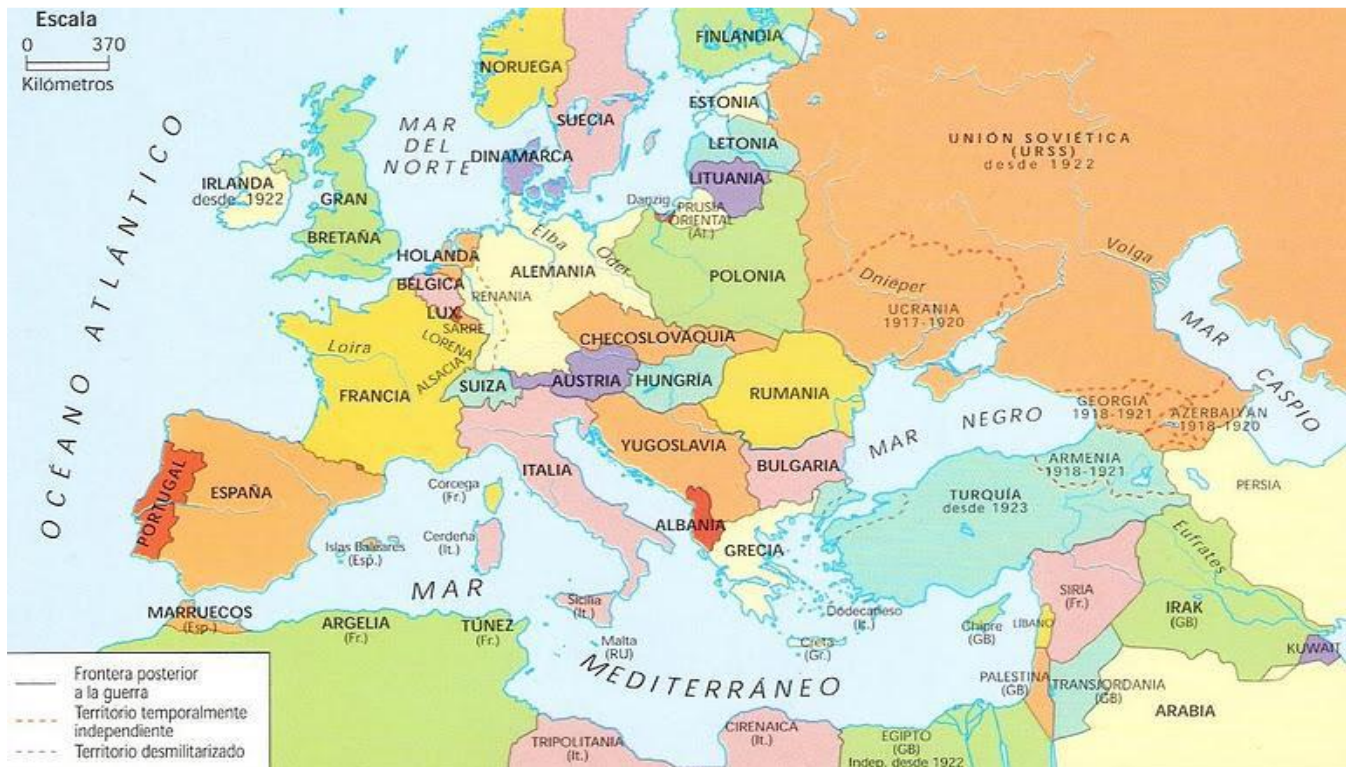 Escala
0 370
Kilómetros
OCÉANO ATLÁNTICO
MAR
DEL
NORTE
NORUEGA
SUECIA
FINLANDIA
ESTONIA
LETONIA
LITUANIA
DINAMARCA
IRLANDA
desde 1922
GRAN
BRETAÑA
HOLANDA
BÉLGICA
LUX.
SARRE
LORENA
ALSACIA
RENANIA
Elba
Oder
ALEMANIA
Danzig
PRUSIA
ORIENTAL
(Al.)
POLONIA
UNIÓN SOVIÉTICA
(URSS)
desde 1922
Volga
Dniéper
UCRANIA
1917-1920
CHECOSLOVAQUIA
Loira
FRANCIA
SUIZA
AUSTRIA
HUNGRÍA
RUMANIA
MAR CASPIO
GEORGIA
1918-1921
AZERBAIYÁN
1918-1920
ARMENIA
1918-1921
MAR NEGRO
YUGOSLAVIA
BULGARIA
ITALIA
PORTUGAL
ESPAÑA
Córcega
(Fr.)
Cerdeña
(It.)
Islas Baleares
(Esp.)
ALBANIA
GRECIA
TURQUÍA
desde 1923
PERSIA
Eufrates
MAR
MEDITERRÁNEO
Sicilia
(It.)
Malta
(RU)
Dodecaneso
(It.)
Creta
(Gr.)
Chipre
(GB)
LÍBANO
SIRIA
(Fr.)
IRAK
(GB)
KUWAIT
PALESTINA
(GB)
TRANSJORDANIA
(GB)
ARABIA
MARRUECOS
(Esp.)
ARGELIA
(Fr.)
TÚNEZ
(Fr.)
TRIPOLITANIA
(It.)
CIRENAICA
(It.)
EGIPTO
(GB)
Indep. desde 1922
Frontera posterior
a la guerra
Territorio temporalmente
independiente
Territorio desmilitarizado